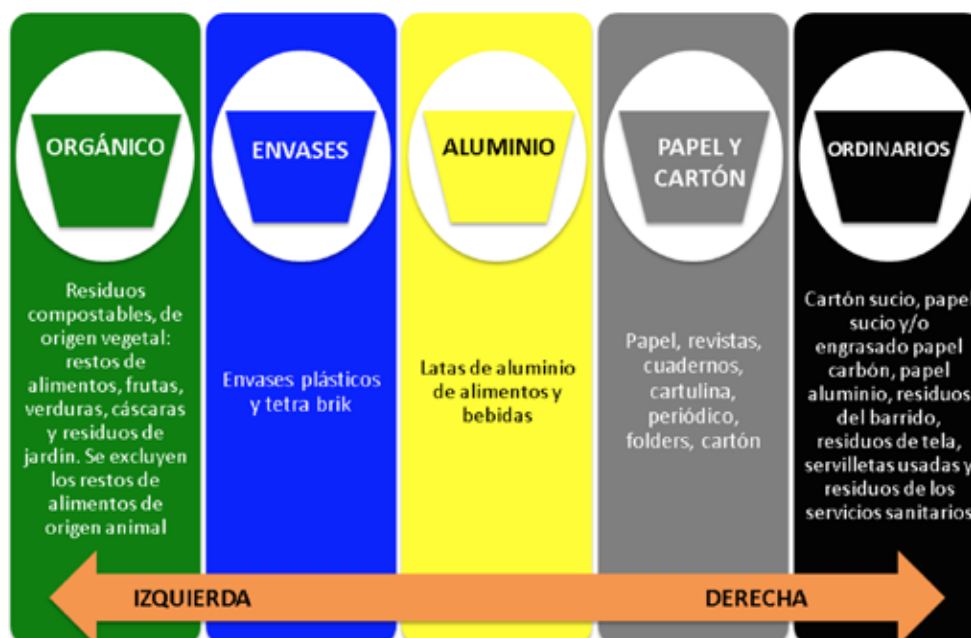 ORGÁNICO
Residuos
compostables, de
origen vegetal:
restos de
alimentos, frutas,
verduras, cáscaras
y residuos de
jardín. Se excluyen
los restos de
alimentos de
origen animal
ENVASES
Envases plásticos
y tetra brik
ALUMINIO
Latas de aluminio
de alimentos y
bebidas
PAPEL Y
CARTÓN
Papel, revistas,
cuadernos,
cartulina,
periódico,
folders, cartón
ORDINARIOS
Cartón sucio, papel
sucio y/o
engrasado papel
carbón, papel
aluminio, residuos
del barrido,
residuos de tela,
servilletas usadas y
residuos de los
servicios sanitarios
IZQUIERDA
DERECHA